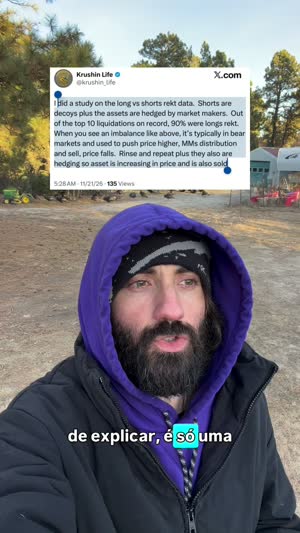 Krushin Life
@krushin_life
X.com
I did a study on the long vs shorts rekt data.  Shorts are
decoys plus the assets are hedged by market makers.  Out
of the top 10 liquidations on record, 90% were longs rekt.
When you see an imbalance like above, it's typically in bear
markets and used to push price higher, MMs distribution
and sell, price falls.  Rinse and repeat plus they also are
hedging so asset is increasing in price and is also sold
5:28 AM · 11/21/26 · 135 Views
de explicar, é só uma